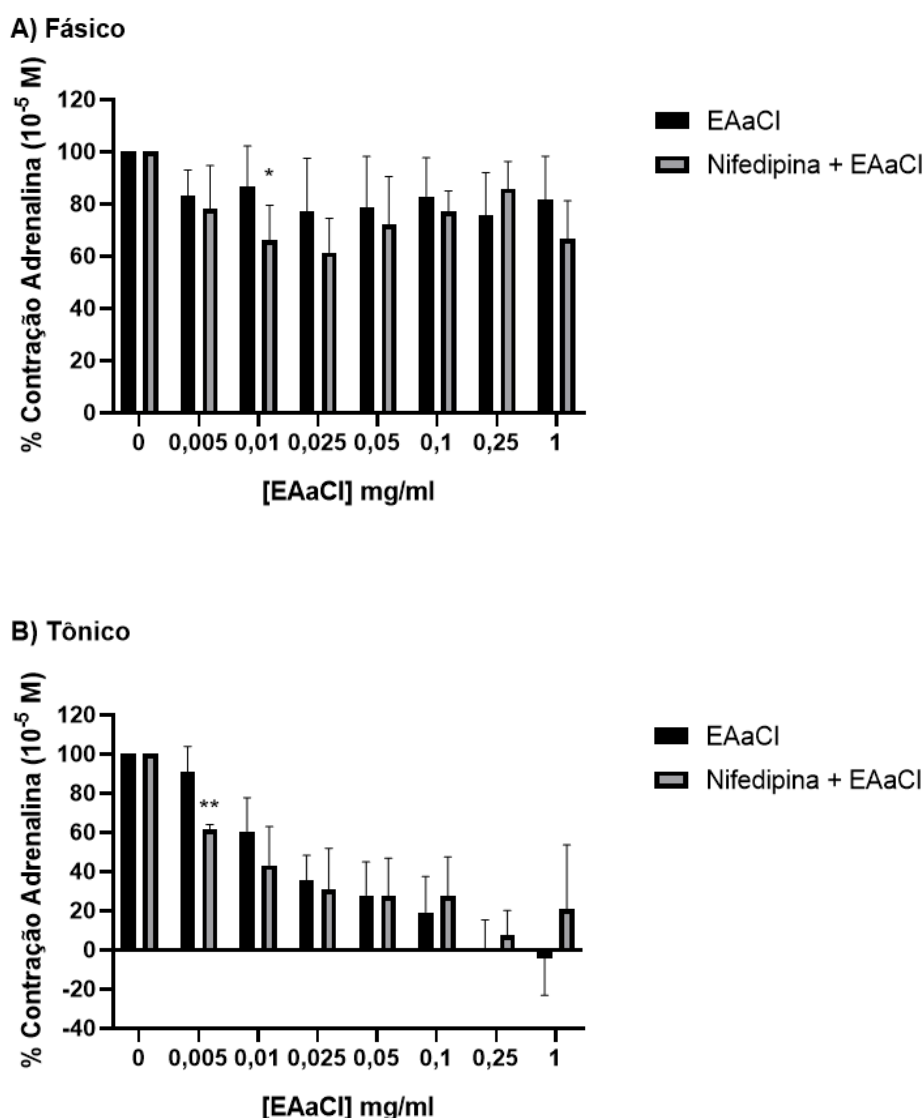 A) Fásico
% Contração Adrenalina (10⁻⁵ M)
120
100
80
60
40
20
0
*
0 0,005 0,01 0,025 0,05 0,1 0,25 1
[EAaCl] mg/ml
EAaCl
Nifedipina + EAaCl
B) Tônico
% Contração Adrenalina (10⁻⁵ M)
120
100
80
60
40
20
0
-20
-40
**
0 0,005 0,01 0,025 0,05 0,1 0,25 1
[EAaCl] mg/ml
EAaCl
Nifedipina + EAaCl